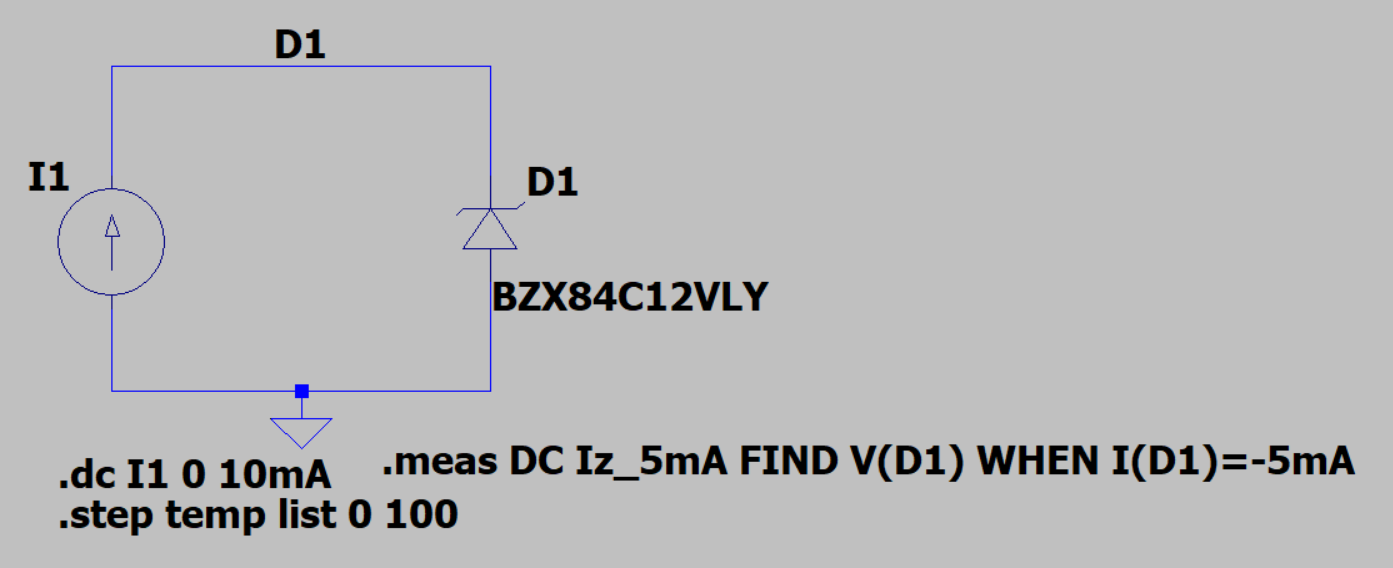 D1
I1
D1
BZX84C12VLY
.dc I1 0 10mA
.step temp list 0 100
.meas DC Iz_5mA FIND V(D1) WHEN I(D1)=-5mA